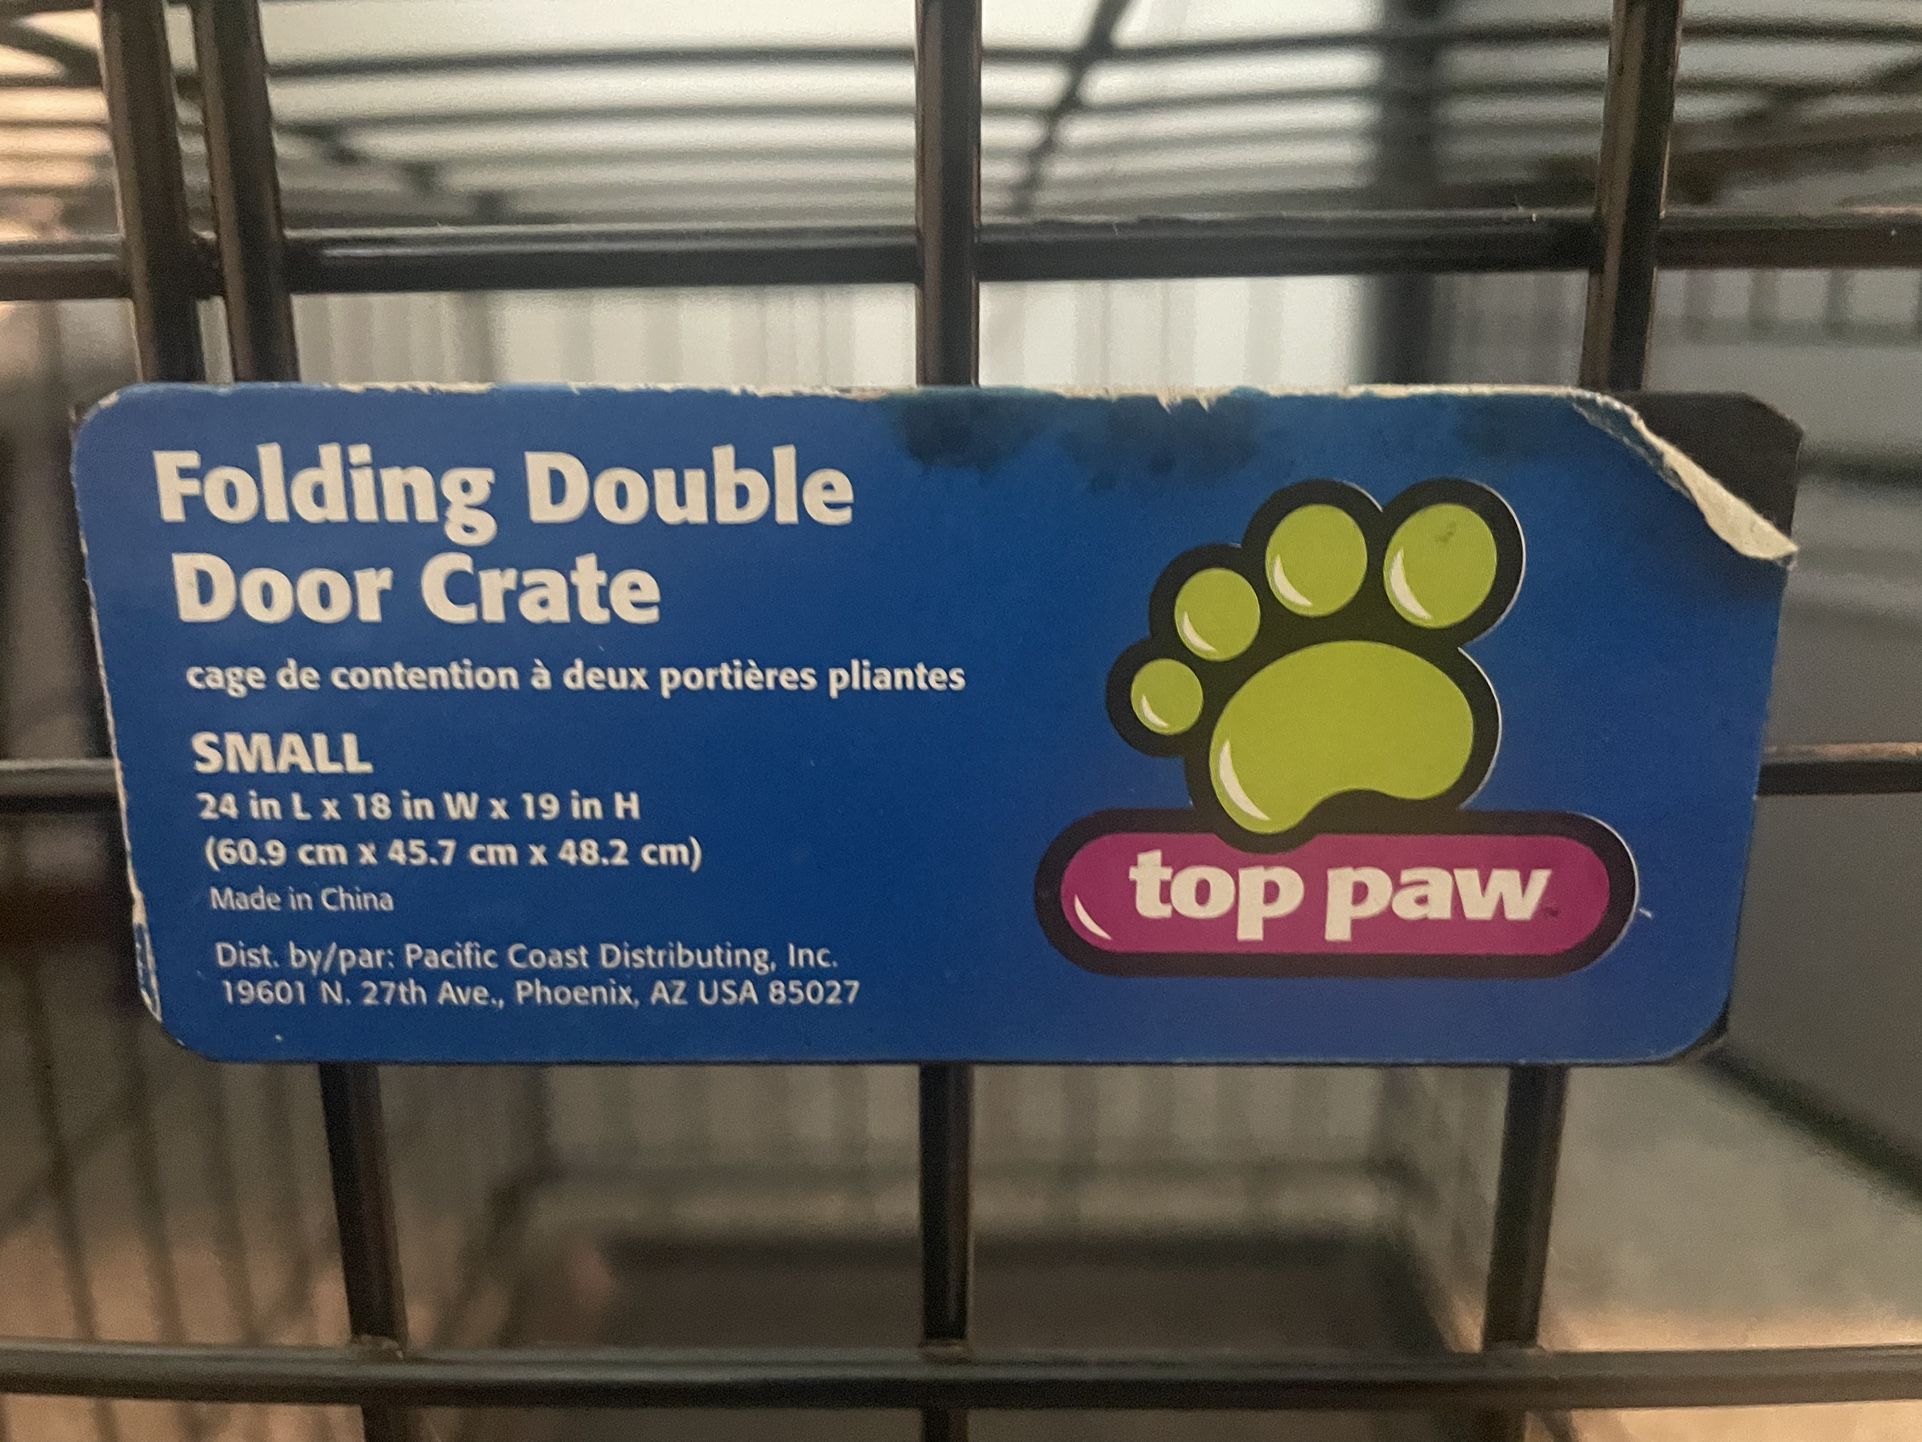 Folding Double
Door Crate
cage de contention à deux portières pliantes
SMALL
24 in L x 18 in W x 19 in H
(60.9 cm x 45.7 cm x 48.2 cm)
Made in China
Dist. by/par: Pacific Coast Distributing, Inc.
19601 N. 27th Ave., Phoenix, AZ USA 85027
top paw™